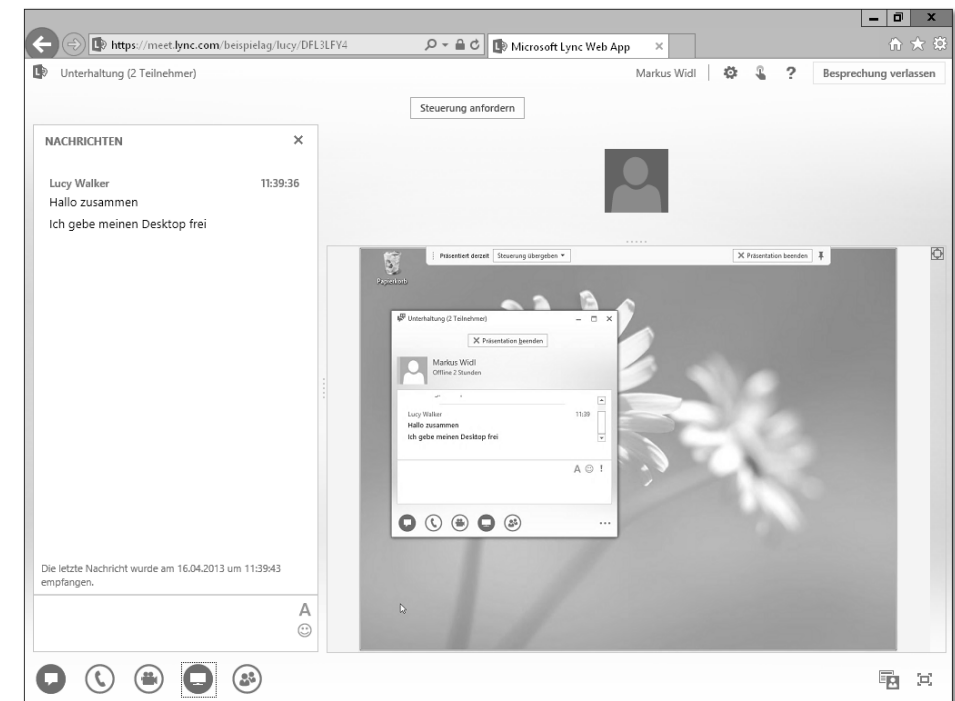 https://meet.lync.com/beispielag/lucy/DFL3LFY4
Microsoft Lync Web App
Unterhaltung (2 Teilnehmer)
Markus Widl
?
Besprechung verlassen
Steuerung anfordern
NACHRICHTEN
Lucy Walker 11:39:36
Hallo zusammen
Ich gebe meinen Desktop frei
Die letzte Nachricht wurde am 16.04.2013 um 11:39:43
empfangen.
A
Papierkorb
Präsentiert derzeit Steuerung übergeben
Präsentation beenden
Unterhaltung (2 Teilnehmer)
Präsentation beenden
Markus Widl
Offline 2 Stunden
Lucy Walker 11:39
Hallo zusammen
Ich gebe meinen Desktop frei
A !
...